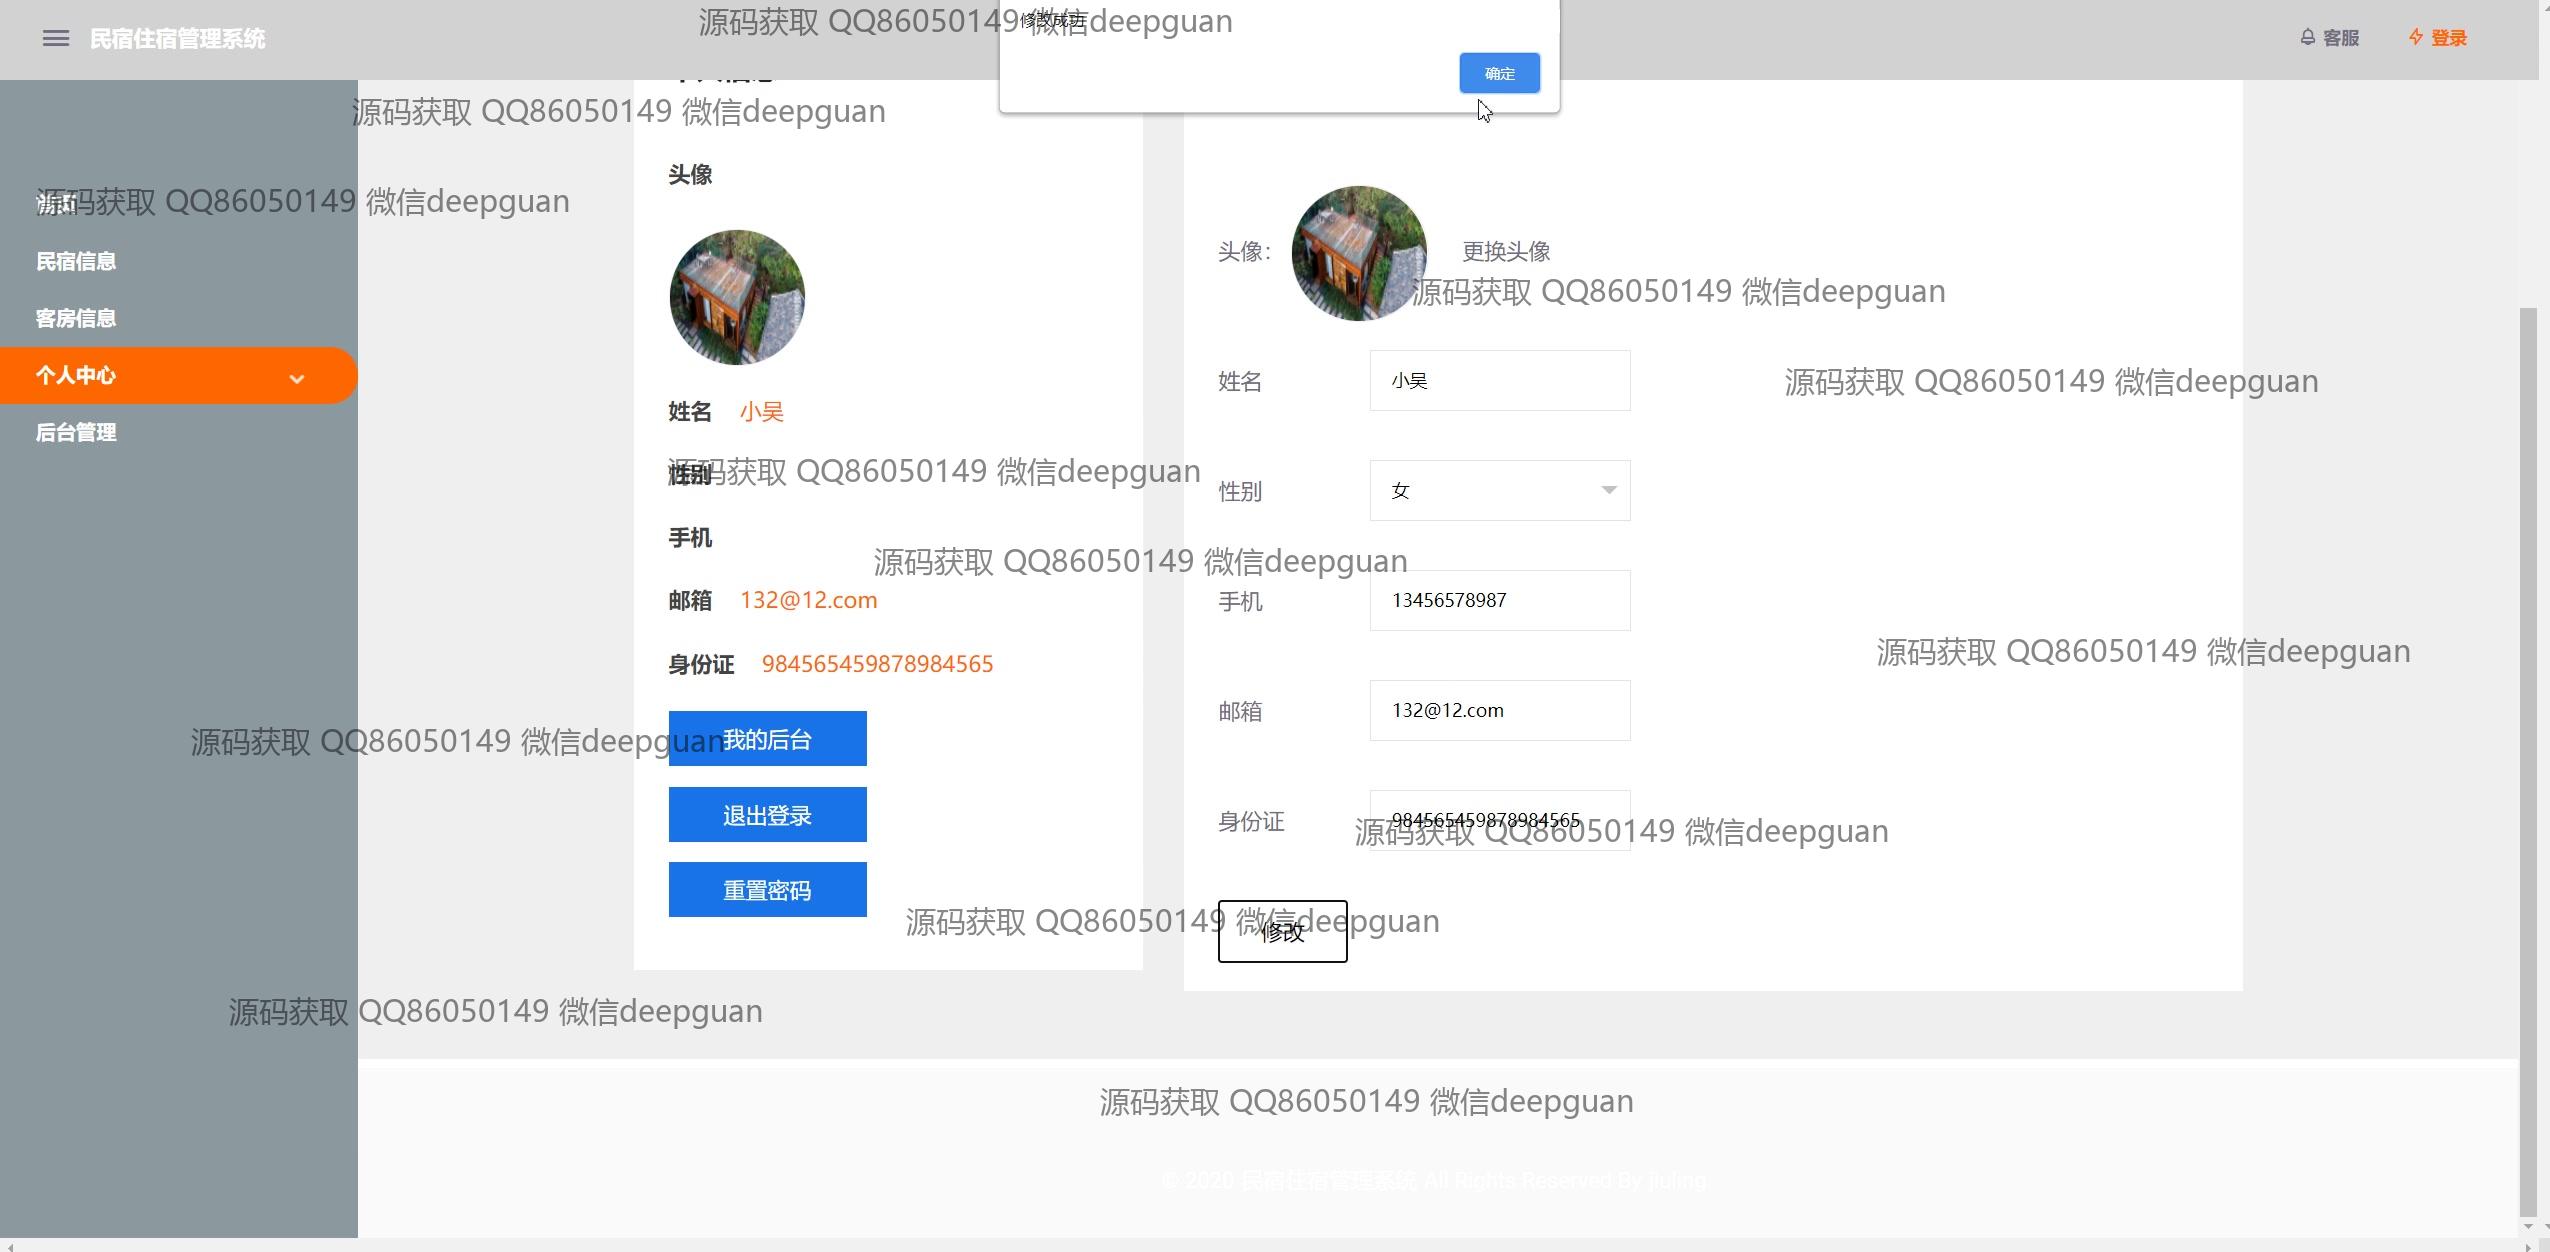 民宿住宿管理系统
源码获取 QQ86050149 微信deepguan
修改成功
确定
客服
登录
源码获取 QQ86050149 微信deepguan
源码获取 QQ86050149 微信deepguan
民宿信息
客房信息
个人中心
后台管理
头像
姓名 小吴
性别
源码获取 QQ86050149 微信deepguan
手机
邮箱 132@12.com
身份证 984565459878984565
我的后台
退出登录
重置密码
头像：
更换头像
源码获取 QQ86050149 微信deepguan
姓名 小吴
源码获取 QQ86050149 微信deepguan
性别 女
源码获取 QQ86050149 微信deepguan
手机 13456578987
源码获取 QQ86050149 微信deepguan
邮箱 132@12.com
源码获取 QQ86050149 微信deepguan
身份证 984565459878984565
源码获取 QQ86050149 微信deepguan
源码获取 QQ86050149 微信deepguan
修改
源码获取 QQ86050149 微信deepguan
源码获取 QQ86050149 微信deepguan
© 2020 民宿住宿管理系统 All Rights Reserved By